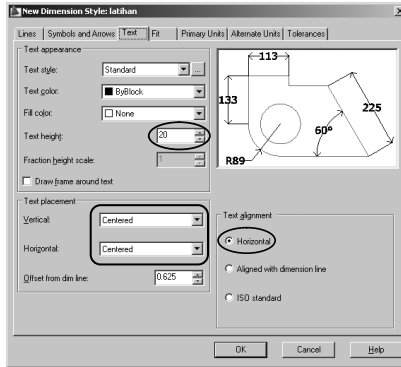 New Dimension Style: latihan
Lines Symbols and Arrows Text Fit Primary Units Alternate Units Tolerances
Text appearance
Text style: Standard ...
Text color: ByBlock
Fill color: None
Text height: 20
Fraction height scale: 1
Draw frame around text
113
133
225
60°
R89
Text placement
Vertical: Centered
Horizontal: Centered
Offset from dim line: 0.625
Text alignment
Horizontal
Aligned with dimension line
ISO standard
OK Cancel Help